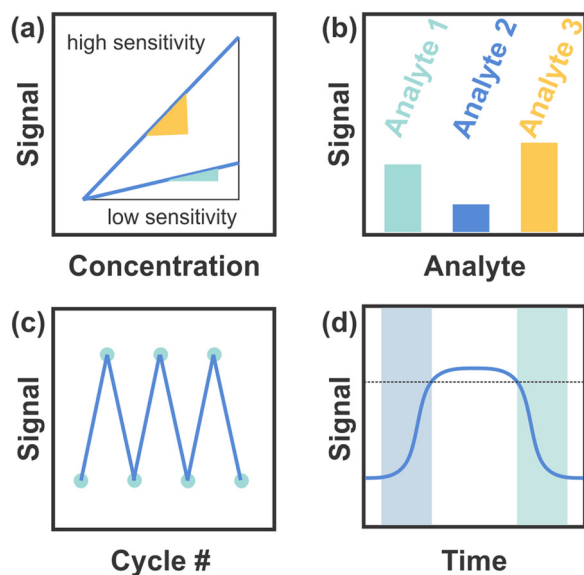 (a)
high sensitivity
low sensitivity
Signal
Concentration
(b)
Analyte 1
Analyte 2
Analyte 3
Signal
Analyte
(c)
Signal
Cycle #
(d)
Signal
Time